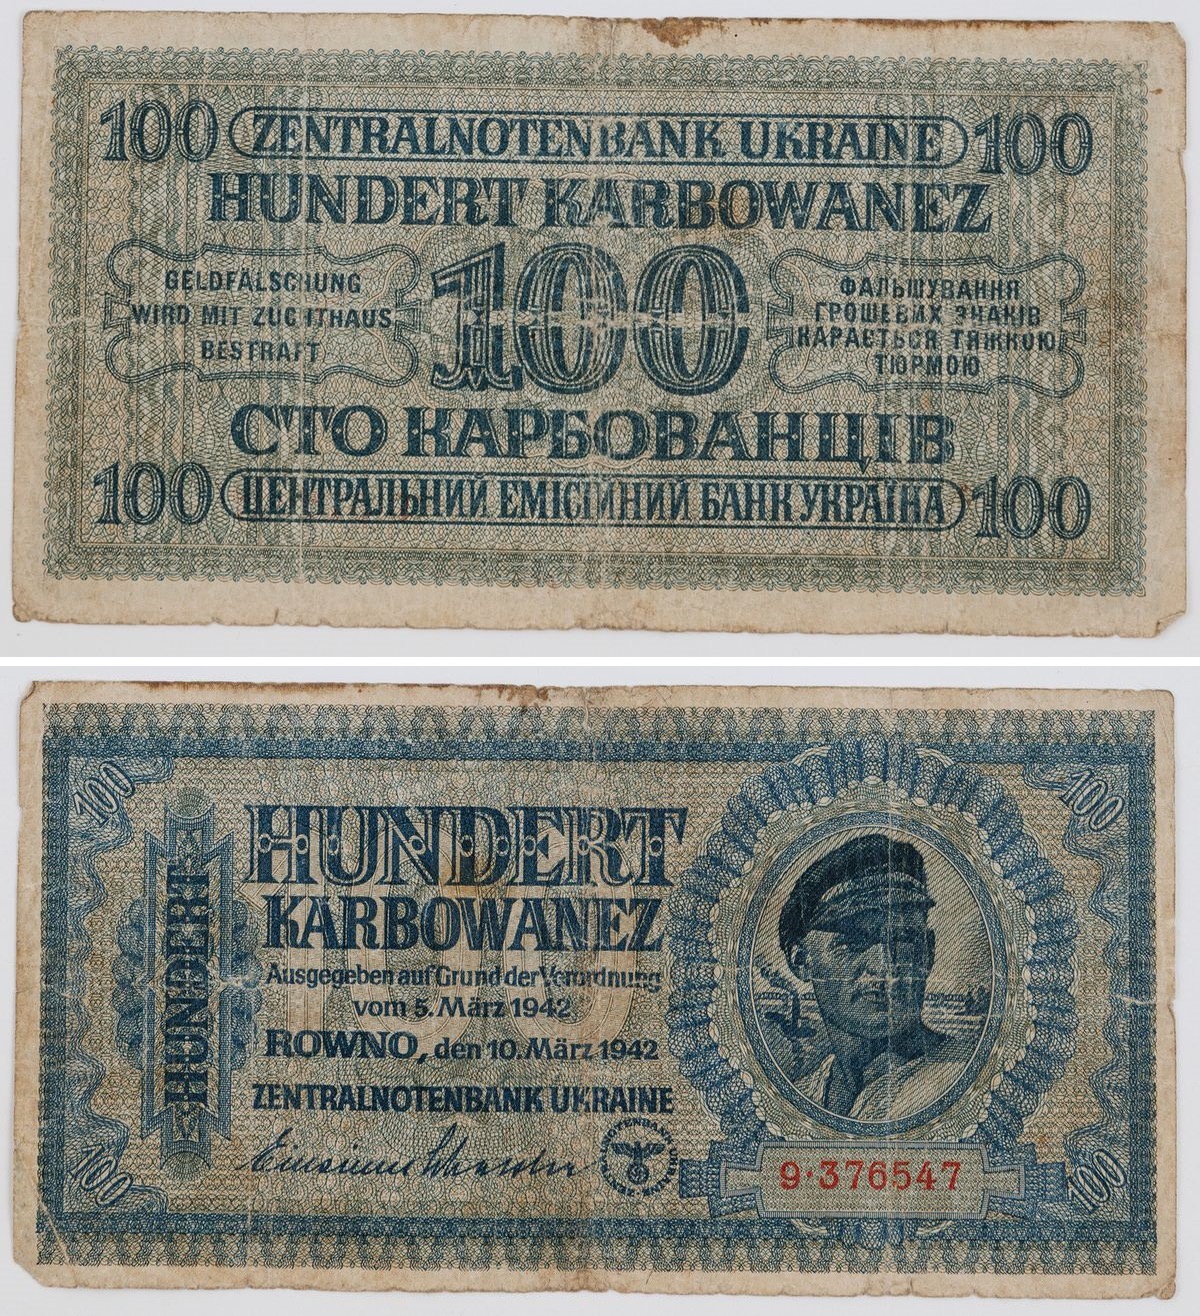 100 ZENTRALNOTENBANK UKRAINE 100
HUNDERT KARBOWANEZ
GELDFÄLSCHUNG
WIRD MIT ZUCHTHAUS
BESTRAFT
100
ФАЛЬШУВАННЯ
ГРОШЕВИХ ЗНАКІВ
КАРАЄТЬСЯ ТЯЖКОЮ
ТЮРМОЮ
СТО КАРБОВАНЦІВ
100 ЦЕНТРАЛЬНИЙ ЕМІСІЙНИЙ БАНК УКРАЇНА 100
100
100
HUNDERT
HUNDERT
KARBOWANEZ
Ausgegeben auf Grund der Verordnung
vom 5. März 1942
ROWNO, den 10. März 1942
ZENTRALNOTENBANK UKRAINE
9·376547
100
100